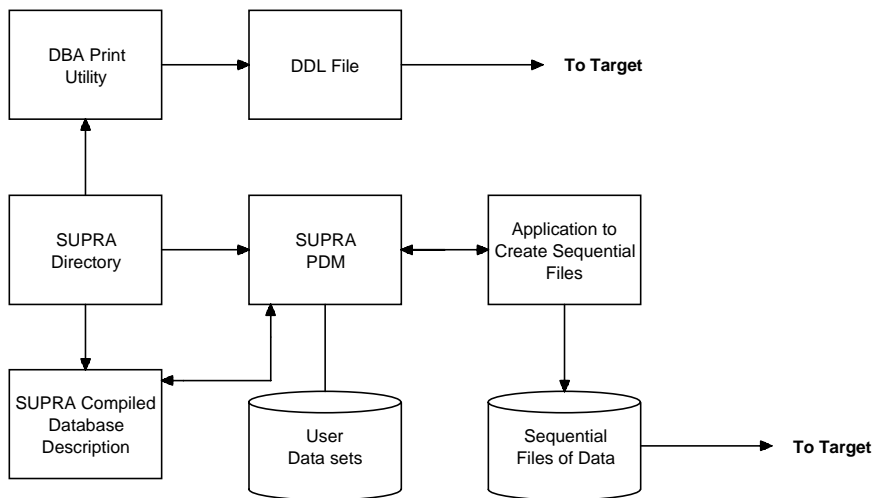 DBA Print
Utility
DDL File
To Target
SUPRA
Directory
SUPRA
PDM
Application to
Create Sequential
Files
SUPRA Compiled
Database
Description
User
Data sets
Sequential
Files of Data
To Target